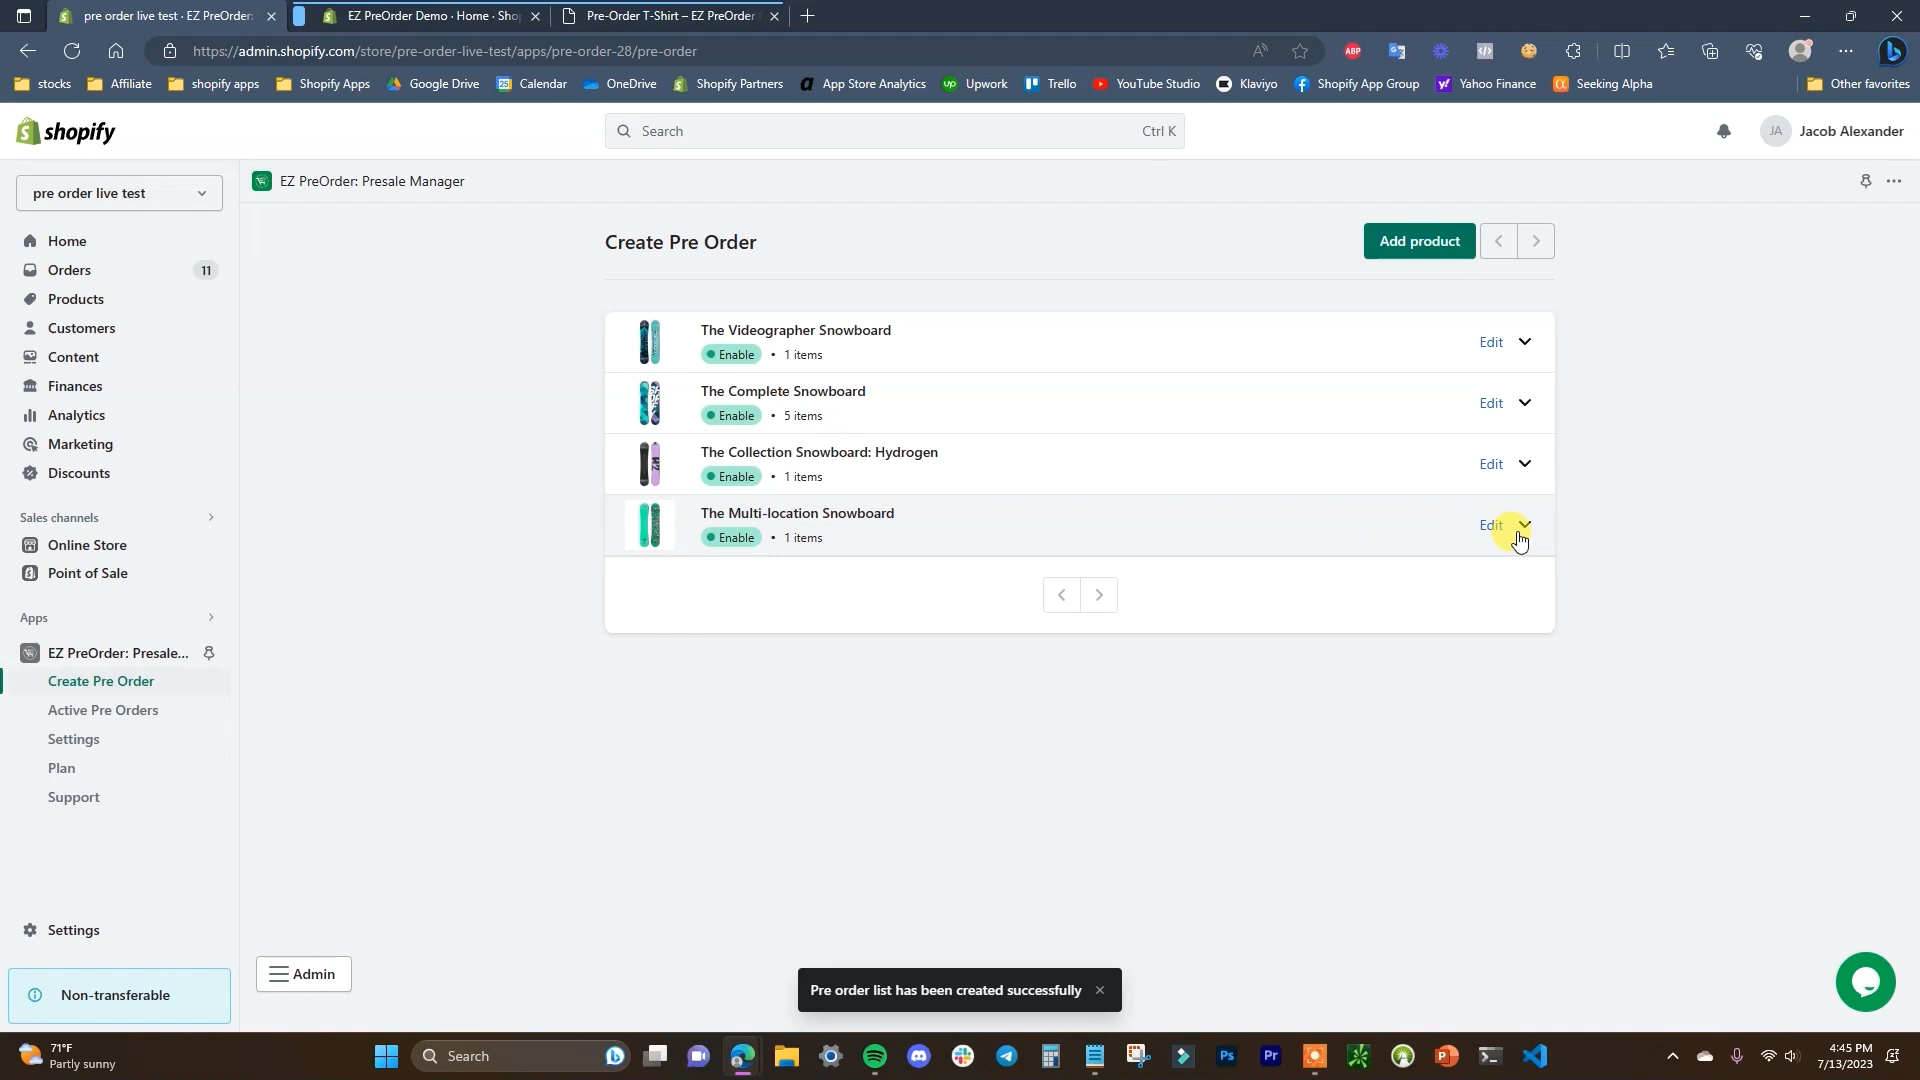 pre order live test · EZ PreOrder:
EZ PreOrder Demo · Home · Sho
Pre-Order T-Shirt – EZ PreOrder
https://admin.shopify.com/store/pre-order-live-test/apps/pre-order-28/pre-order
ABP
stocks
Affiliate
shopify apps
Shopify Apps
Google Drive
Calendar
OneDrive
Shopify Partners
App Store Analytics
Upwork
Trello
YouTube Studio
Klaviyo
Shopify App Group
Yahoo Finance
Seeking Alpha
Other favorites
shopify
Search
Ctrl K
JA
Jacob Alexander
pre order live test
EZ PreOrder: Presale Manager
Home
Orders
11
Products
Customers
Content
Finances
Analytics
Marketing
Discounts
Sales channels
Online Store
Point of Sale
Apps
EZ PreOrder: Presale...
Create Pre Order
Active Pre Orders
Settings
Plan
Support
Settings
Non-transferable
Create Pre Order
Add product
The Videographer Snowboard
Enable • 1 items
Edit
The Complete Snowboard
Enable • 5 items
Edit
The Collection Snowboard: Hydrogen
Enable • 1 items
Edit
The Multi-location Snowboard
Enable • 1 items
Edit
Admin
Pre order list has been created successfully
71°F
Partly sunny
Search
Ps
Pr
4:45 PM
7/13/2023